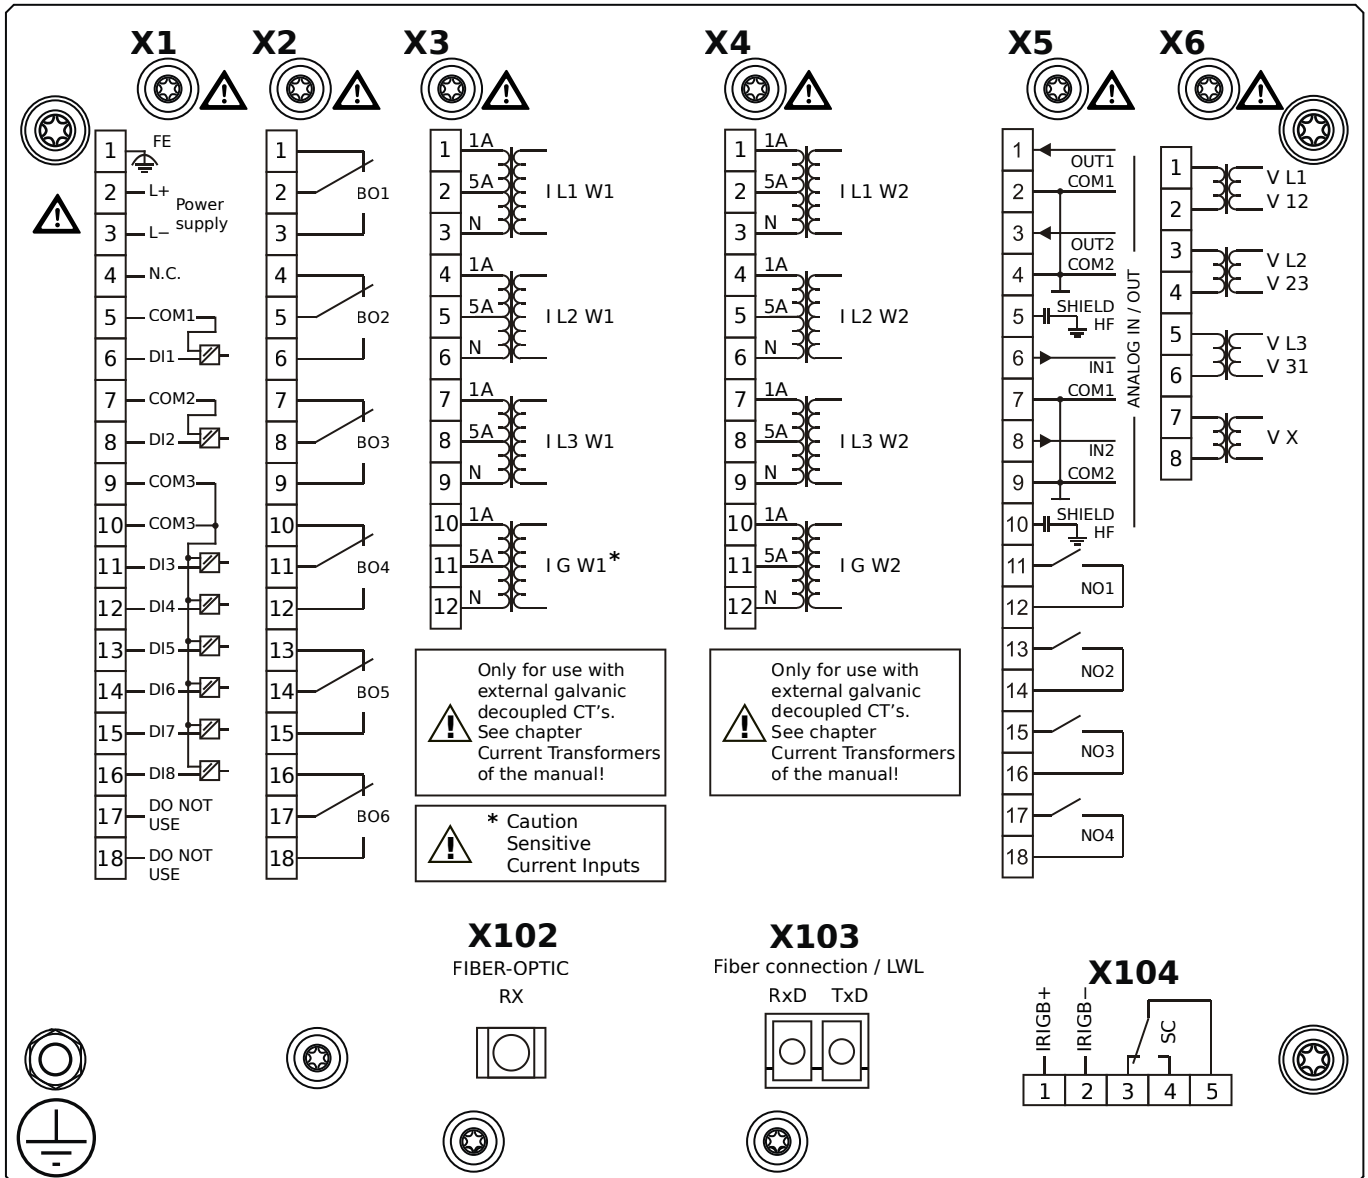 X1
1
FE
2
L+
3
L−
Power
supply
4
N.C.
5
COM1
6
DI1
7
COM2
8
DI2
9
COM3
10
COM3
11
DI3
12
DI4
13
DI5
14
DI6
15
DI7
16
DI8
17
DO NOT
USE
18
DO NOT
USE
X2
1
2
BO1
3
4
5
BO2
6
7
8
BO3
9
10
11
BO4
12
13
14
BO5
15
16
17
BO6
18
X3
1
1A
2
5A
I L1 W1
3
N
4
1A
5
5A
I L2 W1
6
N
7
1A
8
5A
I L3 W1
9
N
10
1A
11
5A
I G W1*
12
N
Only for use with
external galvanic
decoupled CT's.
See chapter
Current Transformers
of the manual!
* Caution
Sensitive
Current Inputs
X4
1
1A
2
5A
I L1 W2
3
N
4
1A
5
5A
I L2 W2
6
N
7
1A
8
5A
I L3 W2
9
N
10
1A
11
5A
I G W2
12
N
Only for use with
external galvanic
decoupled CT's.
See chapter
Current Transformers
of the manual!
X5
1
OUT1
2
COM1
3
OUT2
4
COM2
5
SHIELD
HF
6
IN1
7
COM1
8
IN2
9
COM2
10
SHIELD
HF
ANALOG IN / OUT
11
NO1
12
13
NO2
14
15
NO3
16
17
NO4
18
X6
1
V L1
2
V 12
3
V L2
4
V 23
5
V L3
6
V 31
7
V X
8
X102
FIBER-OPTIC
RX
X103
Fiber connection / LWL
RxD TxD
X104
IRIGB+
IRIGB−
SC
1 2 3 4 5